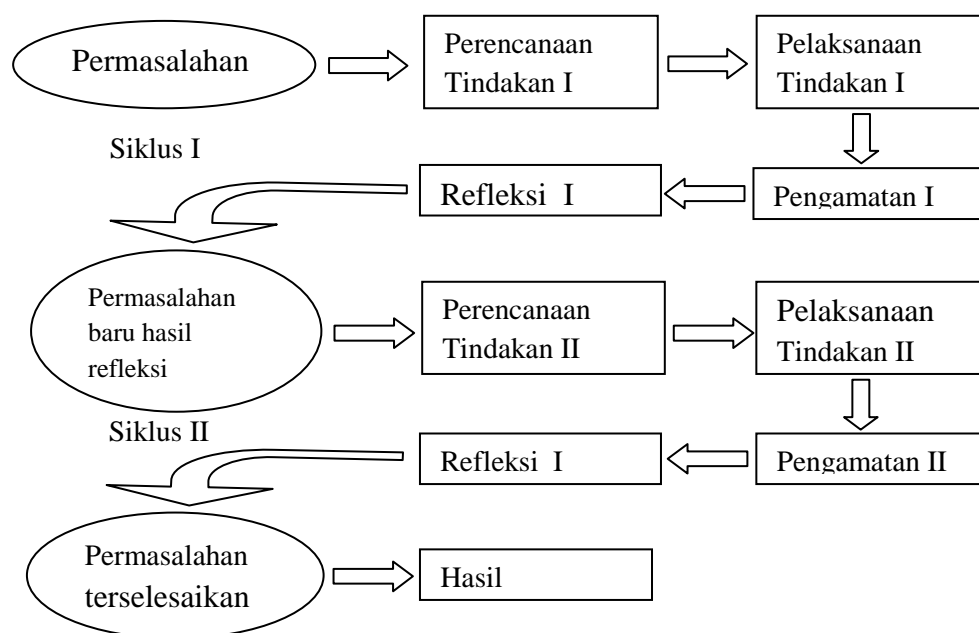 Permasalahan
Perencanaan
Tindakan I
Pelaksanaan
Tindakan I
Siklus I
Refleksi I
Pengamatan I
Permasalahan
baru hasil
refleksi
Perencanaan
Tindakan II
Pelaksanaan
Tindakan II
Siklus II
Refleksi I
Pengamatan II
Permasalahan
terselesaikan
Hasil